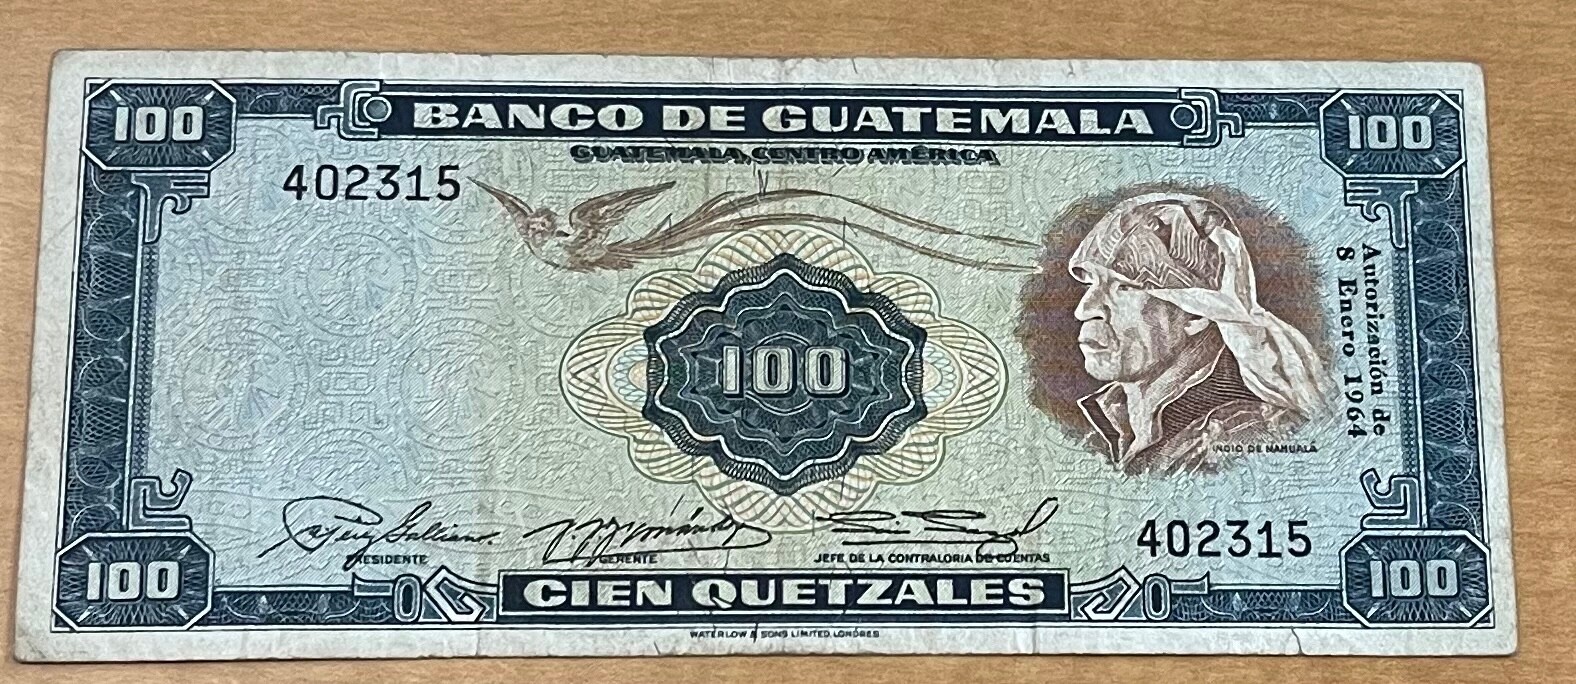 100
BANCO DE GUATEMALA
100
GUATEMALA, CENTRO AMÉRICA
402315
100
Autorización de
8 Enero 1964
INDIO DE NAHUALÁ
PRESIDENTE
GERENTE
JEFE DE LA CONTRALORIA DE CUENTAS
402315
100
CIEN QUETZALES
100
WATERLOW & SONS LIMITED, LONDRES